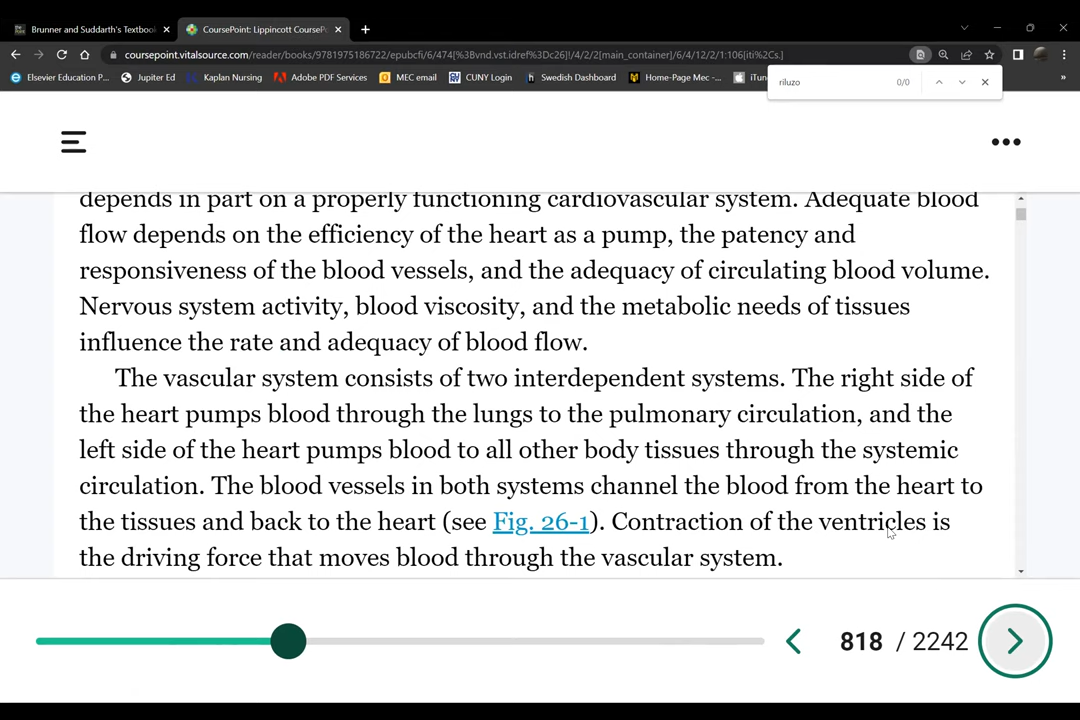 Brunner and Suddarth's Textbook
CoursePoint: Lippincott CoursePo
coursepoint.vitalsource.com/reader/books/9781975186722/epubcfi/6/474[%3Bvnd.vst.idref%3Dc26]!/4/2/2[main_container]/6/4/12/2/1:106[iti%2Cs.]
Elsevier Education P... Jupiter Ed Kaplan Nursing Adobe PDF Services MEC email CUNY Login Swedish Dashboard Home-Page Mec -... iTun
riluzo 0/0
depends in part on a properly functioning cardiovascular system. Adequate blood
flow depends on the efficiency of the heart as a pump, the patency and
responsiveness of the blood vessels, and the adequacy of circulating blood volume.
Nervous system activity, blood viscosity, and the metabolic needs of tissues
influence the rate and adequacy of blood flow.
The vascular system consists of two interdependent systems. The right side of
the heart pumps blood through the lungs to the pulmonary circulation, and the
left side of the heart pumps blood to all other body tissues through the systemic
circulation. The blood vessels in both systems channel the blood from the heart to
the tissues and back to the heart (see Fig. 26-1). Contraction of the ventricles is
the driving force that moves blood through the vascular system.
818 / 2242